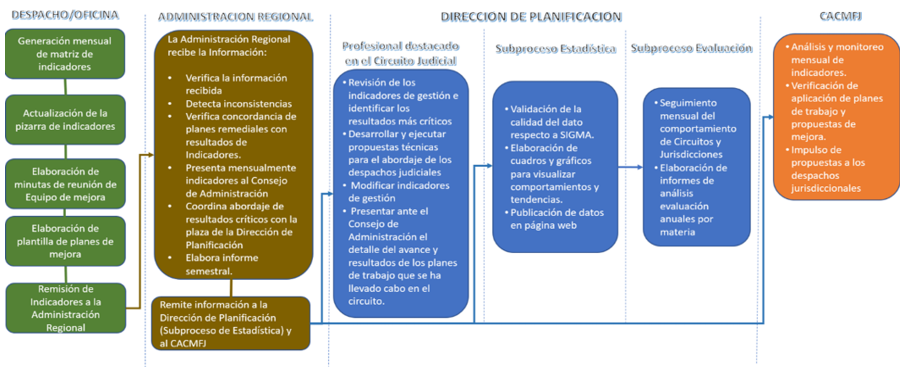 DESPACHO/OFICINA
Generación mensual
de matriz de
indicadores
Actualización de la
pizarra de indicadores
Elaboración de
minutas de reunión de
Equipo de mejora
Elaboración de
plantilla de planes de
mejora
Remisión de
Indicadores a la
Administración
Regional
ADMINISTRACION REGIONAL
La Administración Regional
recibe la Información:
• Verifica la información
recibida
• Detecta inconsistencias
• Verifica concordancia de
planes remediales con
resultados de
Indicadores.
• Presenta mensualmente
indicadores al Consejo
de Administración
• Coordina abordaje de
resultados críticos con la
plaza de la Dirección de
Planificación
• Elabora informe
semestral.
Remite información a la
Dirección de Planificación
(Subproceso de Estadística) y
al CACMFJ
DIRECCION DE PLANIFICACION
Profesional destacado
en el Circuito Judicial
• Revisión de los
indicadores de gestión e
identificar los
resultados más críticos
• Desarrollar y ejecutar
propuestas técnicas
para el abordaje de los
despachos judiciales
• Modificar indicadores
de gestión
• Presentar ante el
Consejo de
Administración el
detalle del avance y
resultados de los planes
de trabajo que se ha
llevado cabo en el
circuito.
Subproceso Estadística
• Validación de la
calidad del dato
respecto a SIGMA.
• Elaboración de
cuadros y gráficos
para visualizar
comportamientos y
tendencias.
• Publicación de datos
en página web
Subproceso Evaluación
• Seguimiento
mensual del
comportamiento
de Circuitos y
Jurisdicciones
• Elaboración de
informes de
análisis
evaluación
anuales por
materia
CACMFJ
• Análisis y monitoreo
mensual de
indicadores.
• Verificación de
aplicación de planes
de trabajo y
propuestas de
mejora.
• Impulso de
propuestas a los
despachos
jurisdiccionales